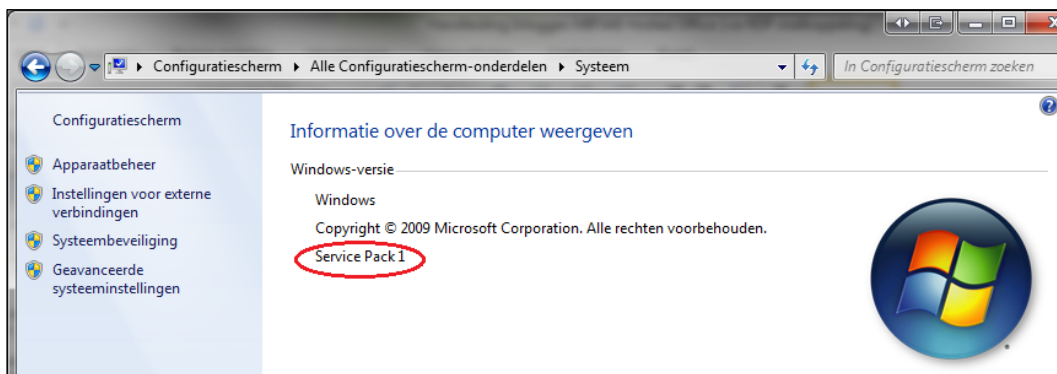 Configuratiescherm ▸ Alle Configuratiescherm-onderdelen ▸ Systeem
In Configuratiescherm zoeken
Configuratiescherm
Apparaatbeheer
Instellingen voor externe
verbindingen
Systeembeveiliging
Geavanceerde
systeeminstellingen
Informatie over de computer weergeven
Windows-versie
Windows
Copyright © 2009 Microsoft Corporation. Alle rechten voorbehouden.
Service Pack 1